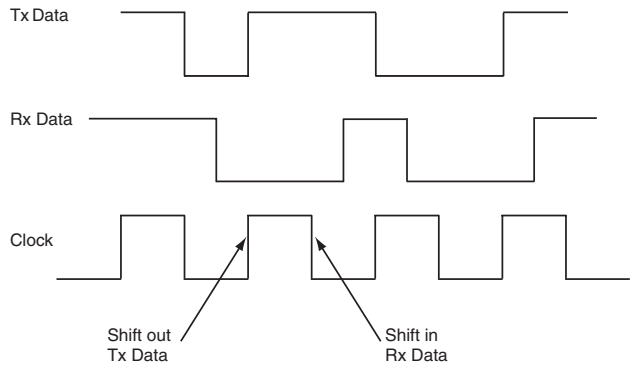 Tx Data
Rx Data
Clock
Shift out
Tx Data
Shift in
Rx Data